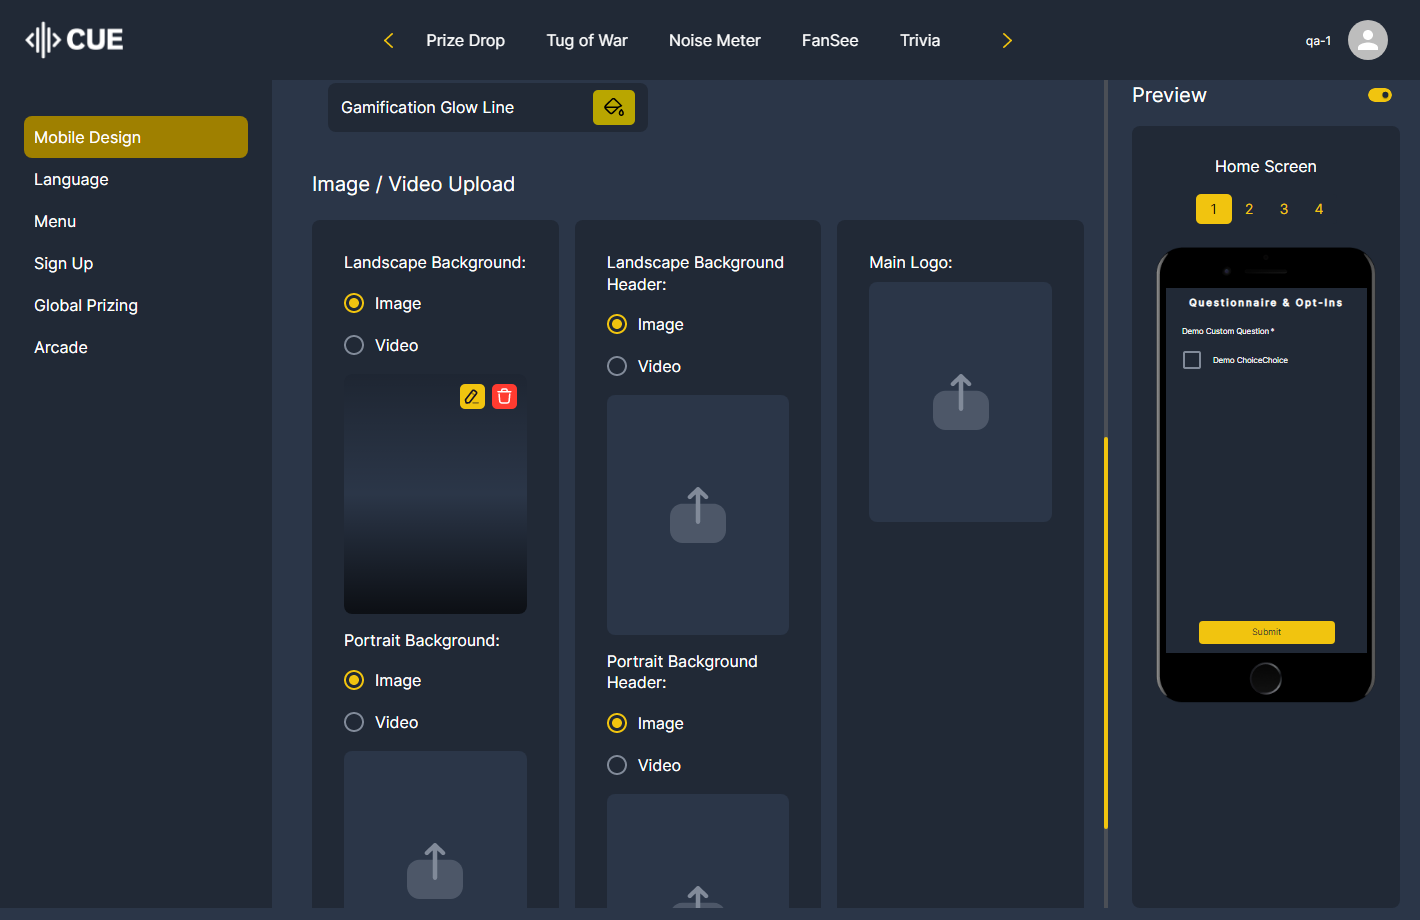 CUE
Prize Drop
Tug of War
Noise Meter
FanSee
Trivia
qa-1
Mobile Design
Language
Menu
Sign Up
Global Prizing
Arcade
Gamification Glow Line
Image / Video Upload
Landscape Background:
Image
Video
Portrait Background:
Image
Video
Landscape Background
Header:
Image
Video
Portrait Background
Header:
Image
Video
Main Logo:
Preview
Home Screen
1 2 3 4
Questionnaire & Opt-Ins
Demo Custom Question *
Demo ChoiceChoice
Submit